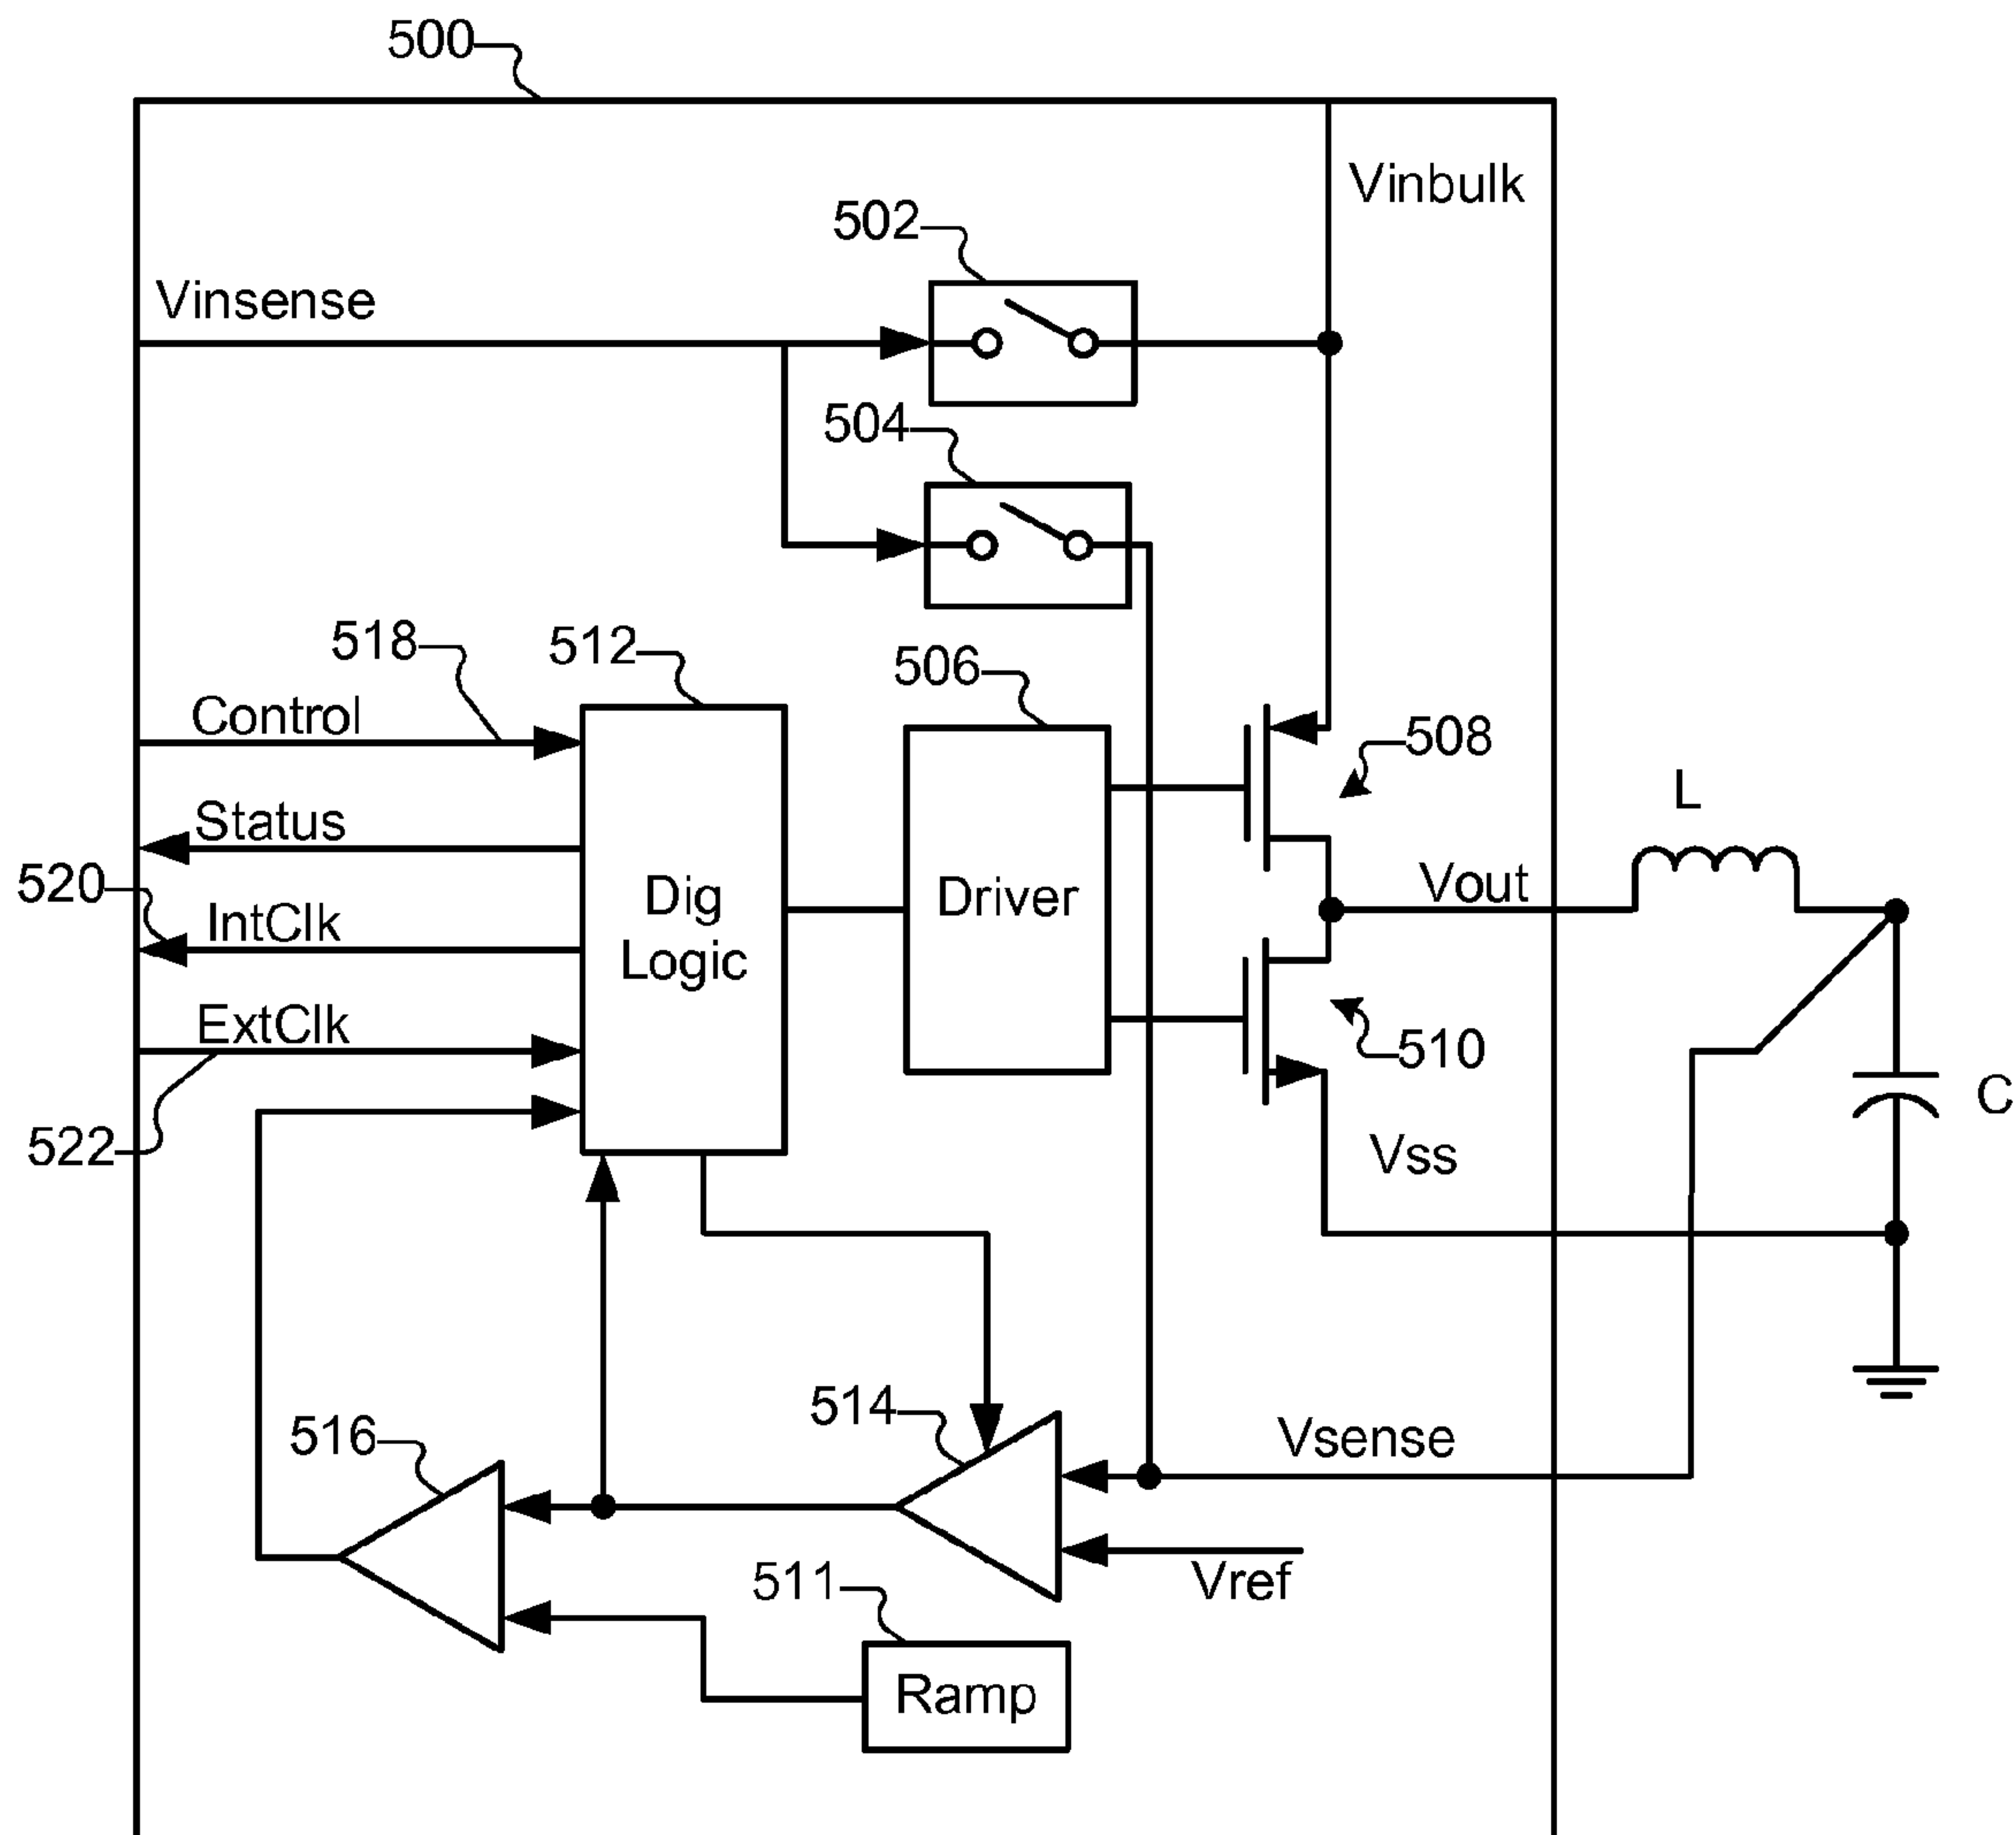 500
Vinbulk
502
Vinsense
504
518
512
506
Control
508
L
Status
520
Vout
IntClk
Dig
Logic
Driver
ExtClk
510
C
522
Vss
514
516
Vsense
511
Vref
Ramp